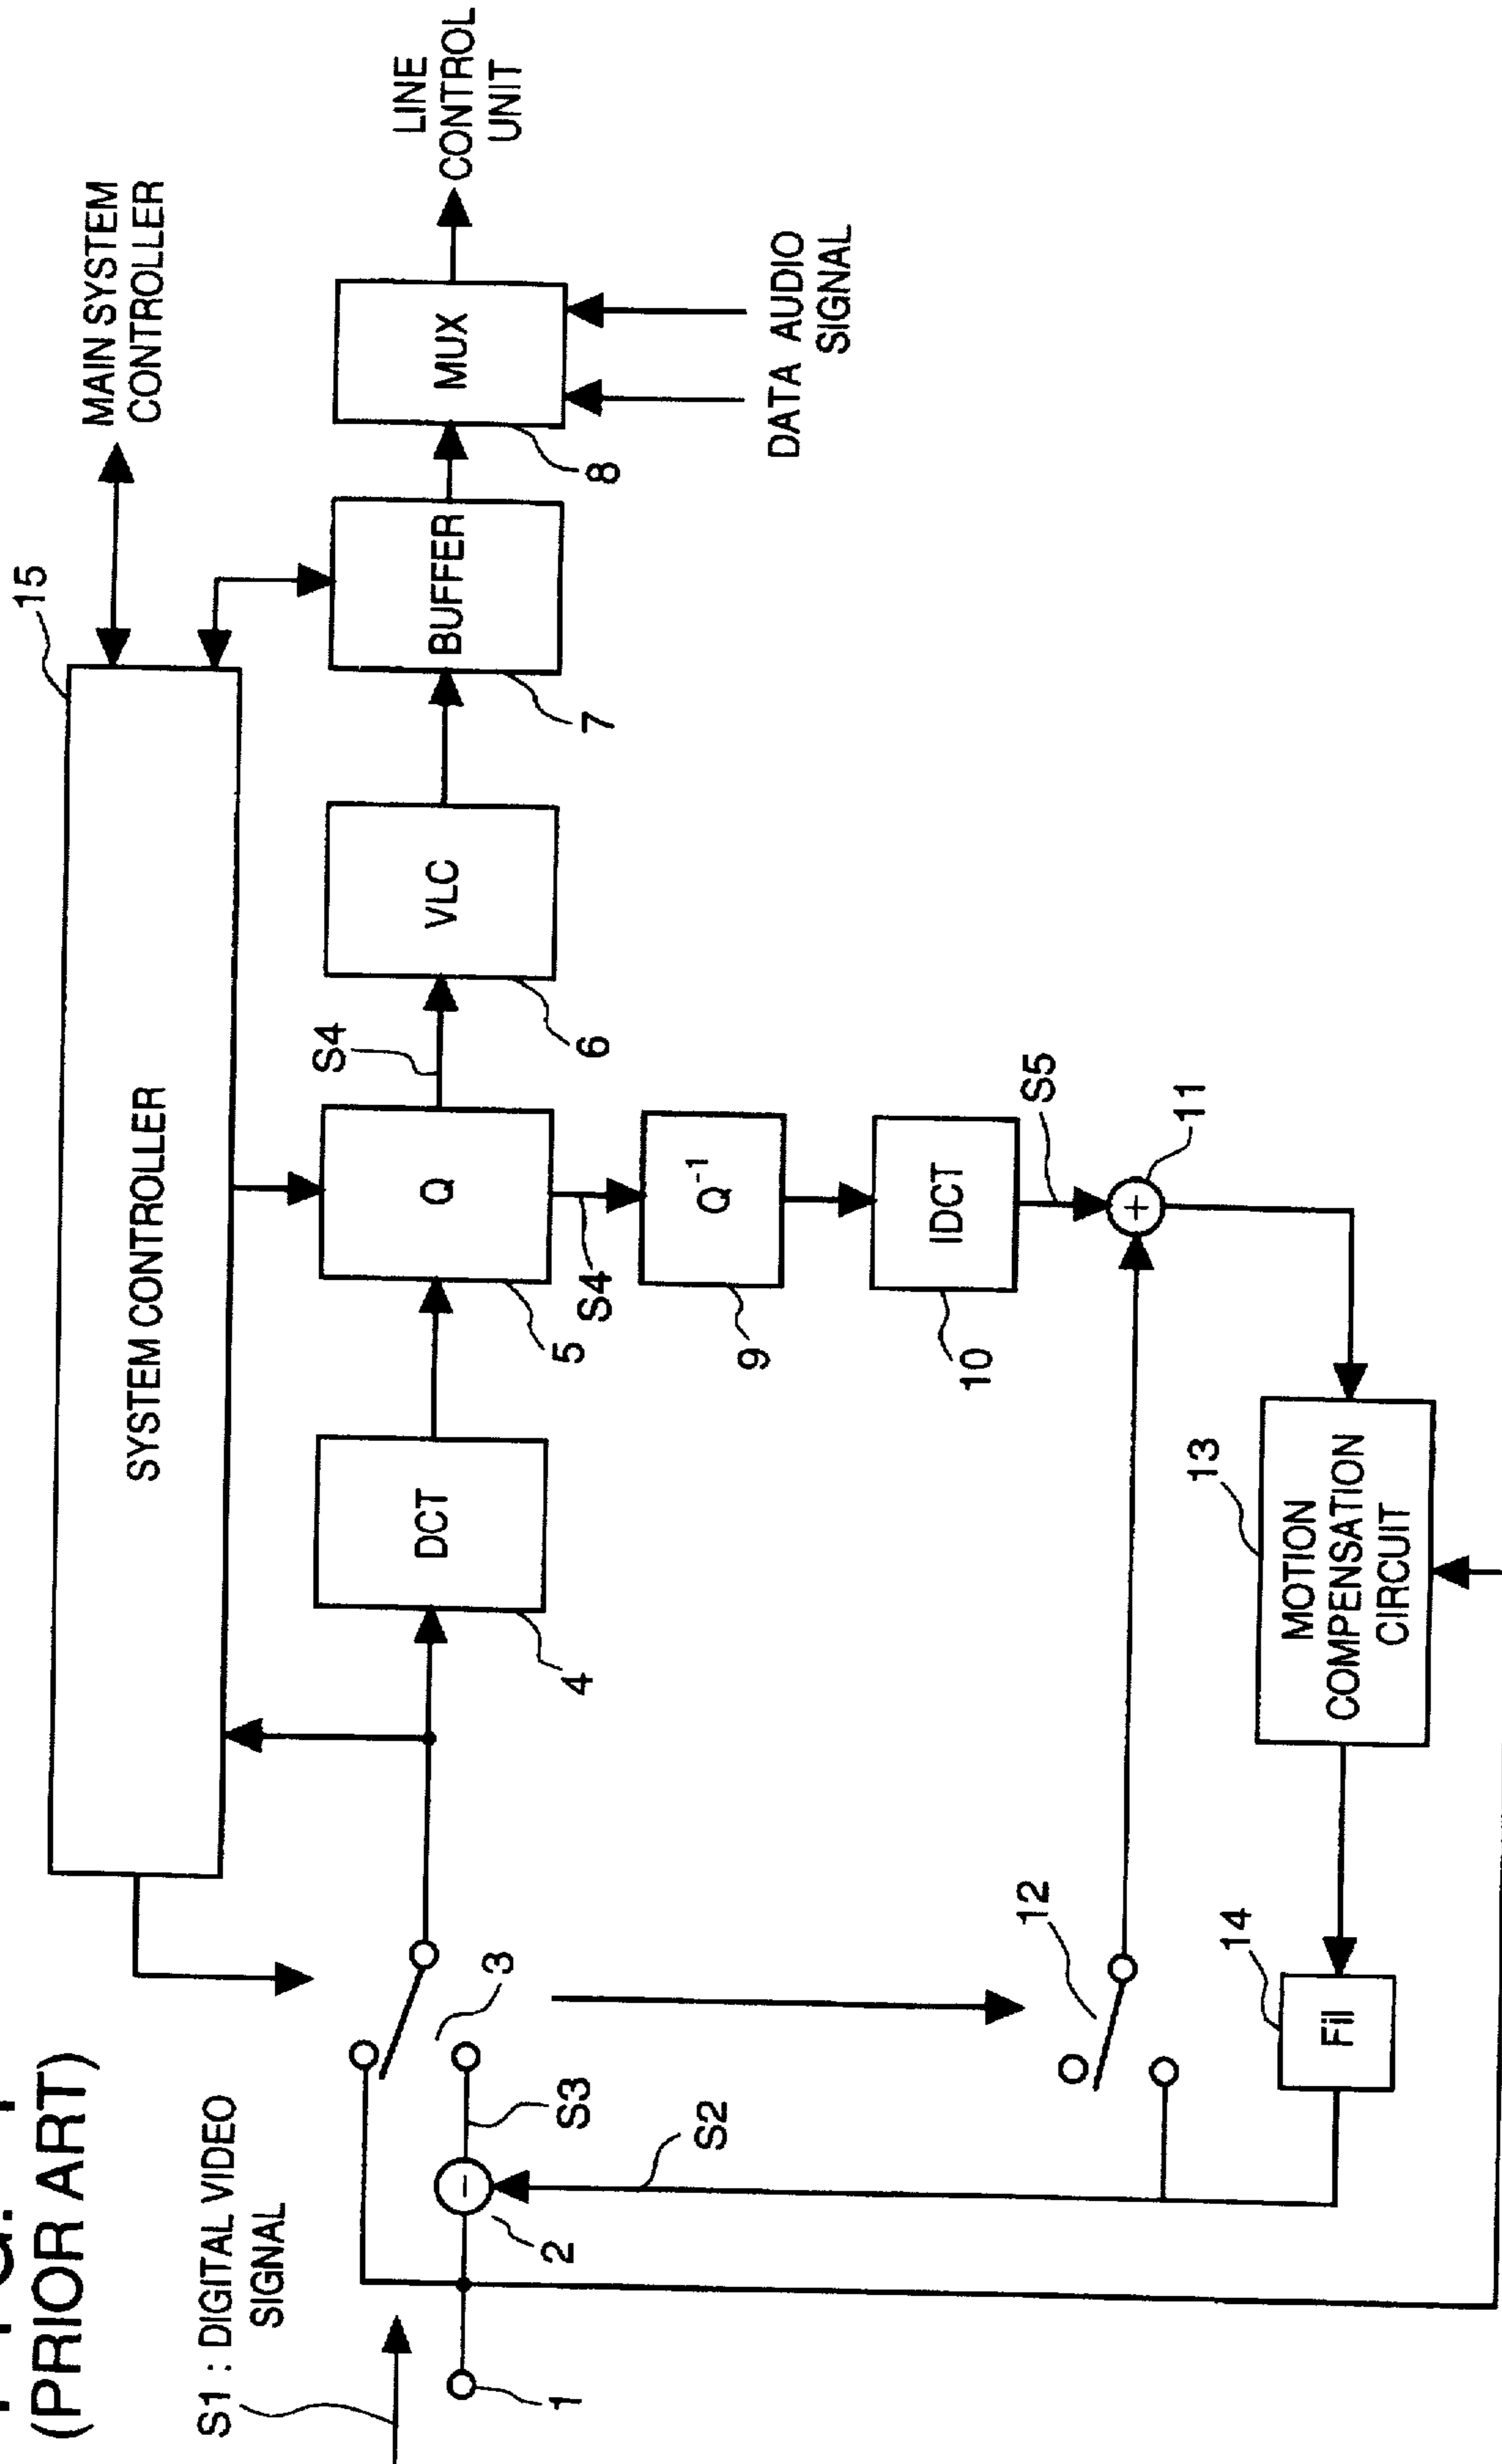 (PRIOR ART)
S1 : DIGITAL VIDEO
SIGNAL
1
2
S3
3
S2
SYSTEM CONTROLLER
15
MAIN SYSTEM
CONTROLLER
DCT
4
Q
5
S4
S4
VLC
6
BUFFER
7
MUX
8
LINE
CONTROL
UNIT
DATA AUDIO
SIGNAL
Q-1
9
IDCT
10
S5
+
11
12
MOTION
COMPENSATION
CIRCUIT
13
Fil
14